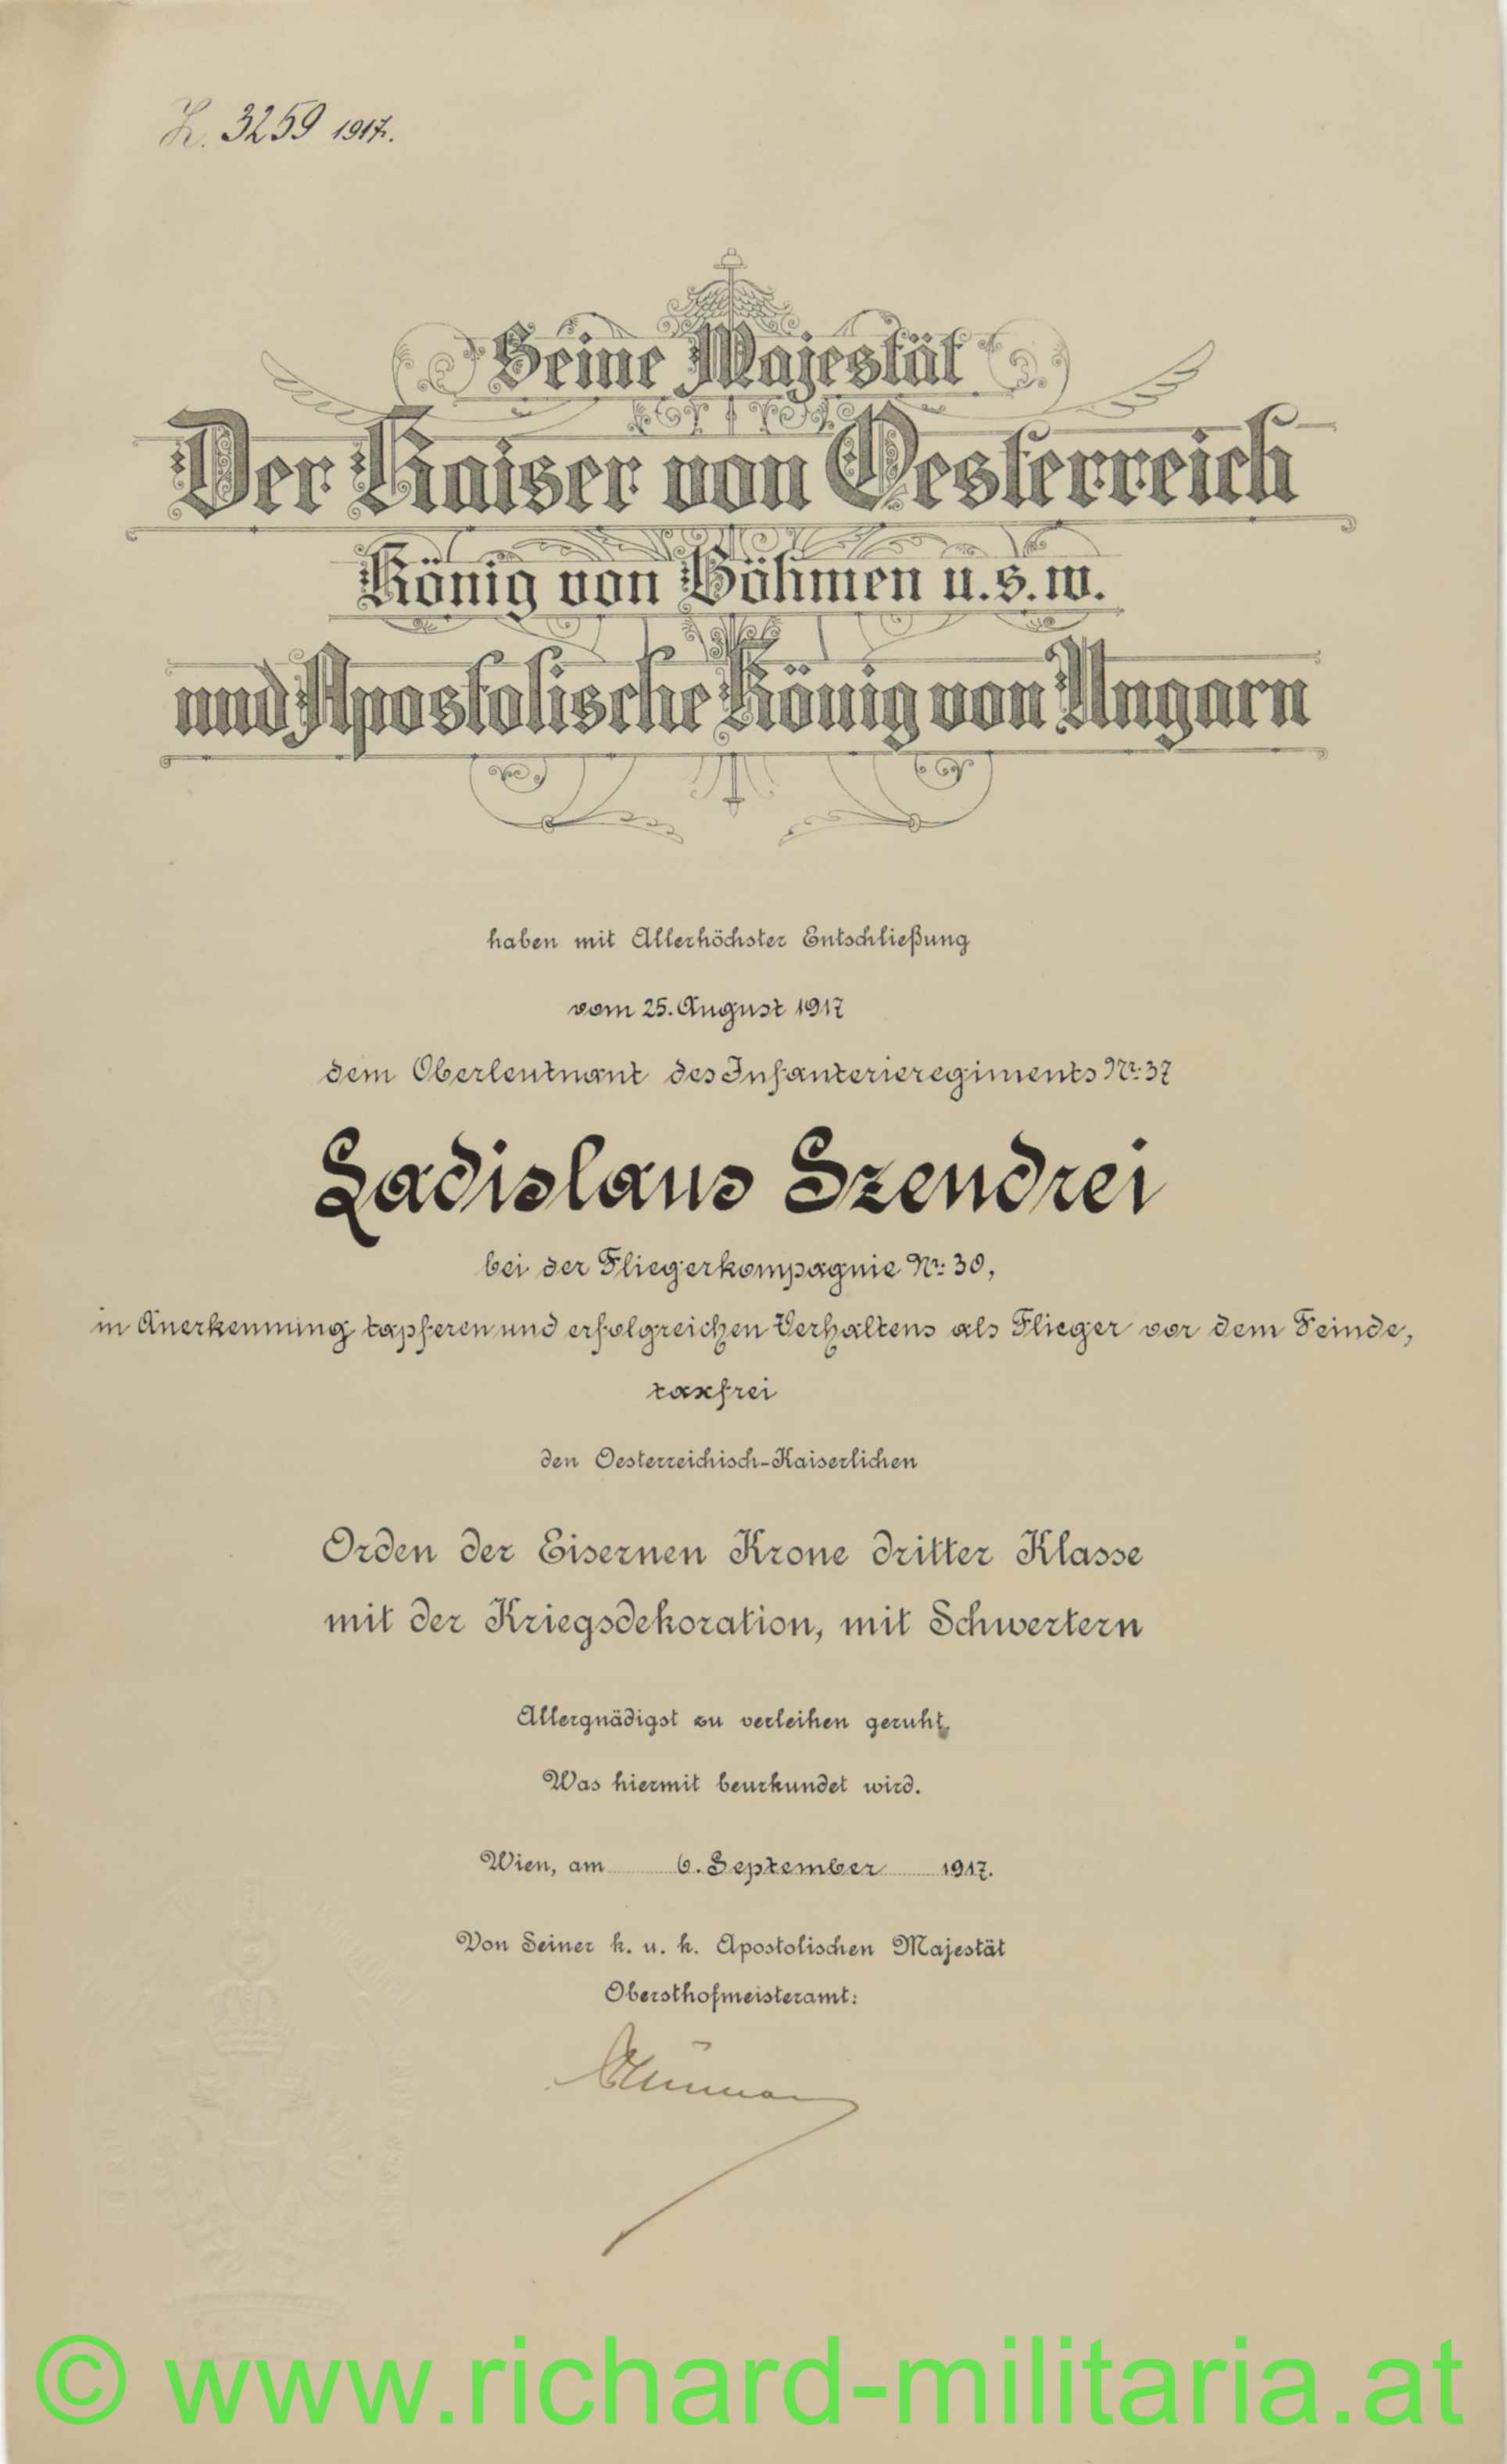 Z. 3259 1917.
Seine Majestät
Der Kaiser von Oesterreich
König von Böhmen u.s.w.
und Apostolische König von Ungarn
haben mit Allerhöchster Entschließung
vom 25. August 1917
dem Oberleutnant des Infanterieregiments Nr. 37
Ladislaus Szendrei
bei der Fliegerkompagnie Nr. 30,
in Anerkennung tapferen und erfolgreichen Verhaltens als Flieger vor dem Feinde,
taxfrei
den Oesterreichisch-Kaiserlichen
Orden der Eisernen Krone dritter Klasse
mit der Kriegsdekoration, mit Schwertern
Allergnädigst zu verleihen geruht,
Was hiermit beurkundet wird.
Wien, am 6. September 1917.
Von Seiner k. u. k. Apostolischen Majestät
Obersthofmeisteramt:
© www.richard-militaria.at